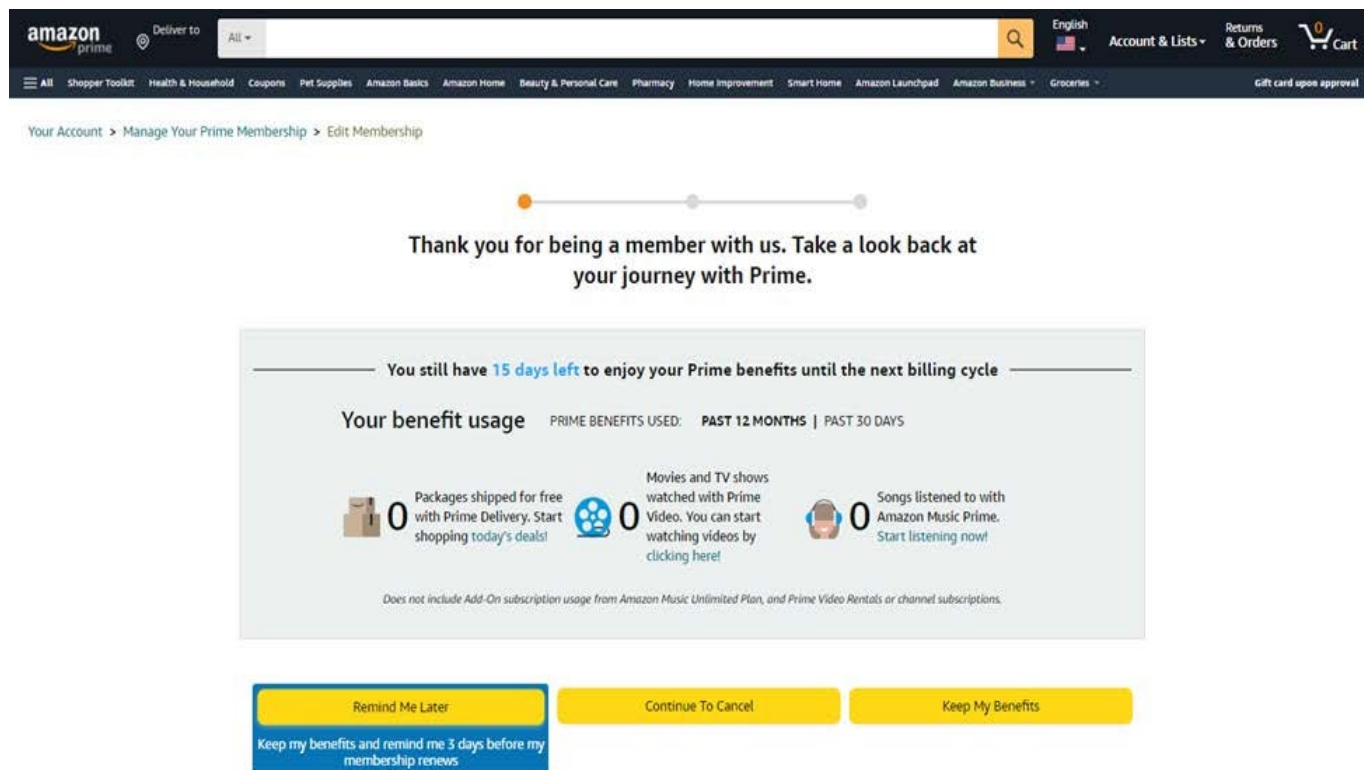 amazon prime
Deliver to
All
English
Account & Lists
Returns
& Orders
0
Cart
All Shopper Toolkit Health & Household Coupons Pet Supplies Amazon Basics Amazon Home Beauty & Personal Care Pharmacy Home Improvement Smart Home Amazon Launchpad Amazon Business Groceries Gift card upon approval
Your Account > Manage Your Prime Membership > Edit Membership
Thank you for being a member with us. Take a look back at
your journey with Prime.
You still have 15 days left to enjoy your Prime benefits until the next billing cycle
Your benefit usage PRIME BENEFITS USED: PAST 12 MONTHS | PAST 30 DAYS
0
Packages shipped for free
with Prime Delivery. Start
shopping today's deals!
0
Movies and TV shows
watched with Prime
Video. You can start
watching videos by
clicking here!
0
Songs listened to with
Amazon Music Prime.
Start listening now!
Does not include Add-On subscription usage from Amazon Music Unlimited Plan, and Prime Video Rentals or channel subscriptions.
Remind Me Later
Keep my benefits and remind me 3 days before my
membership renews
Continue To Cancel
Keep My Benefits